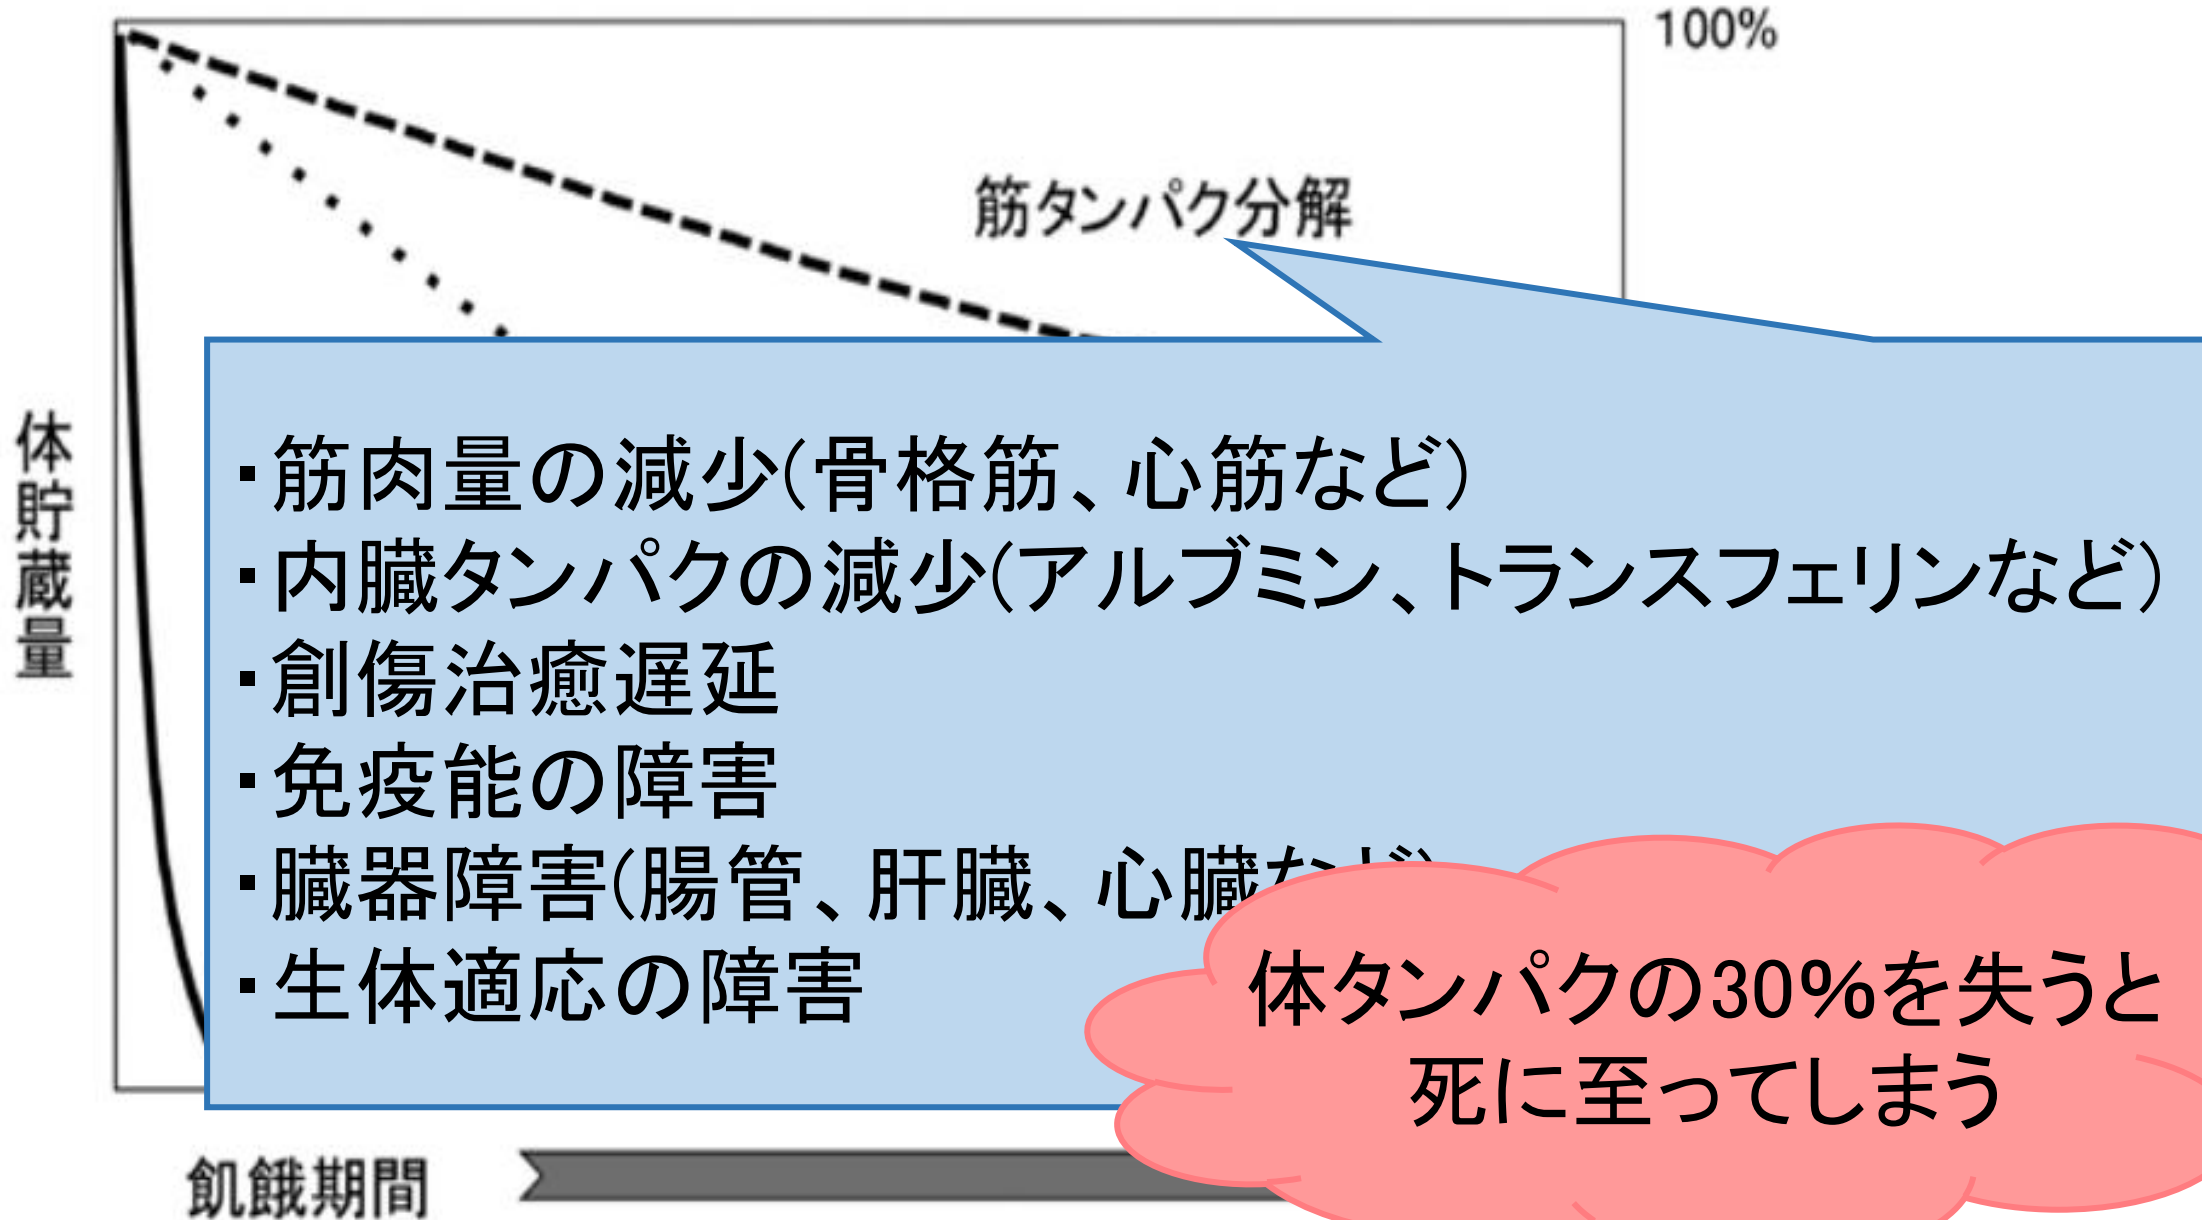 100%
筋タンパク分解
体貯蔵量
・筋肉量の減少(骨格筋、心筋など)
・内臓タンパクの減少(アルブミン、トランスフェリンなど)
・創傷治癒遅延
・免疫能の障害
・臓器障害(腸管、肝臓、心臓など)
・生体適応の障害
体タンパクの30%を失うと
死に至ってしまう
飢餓期間